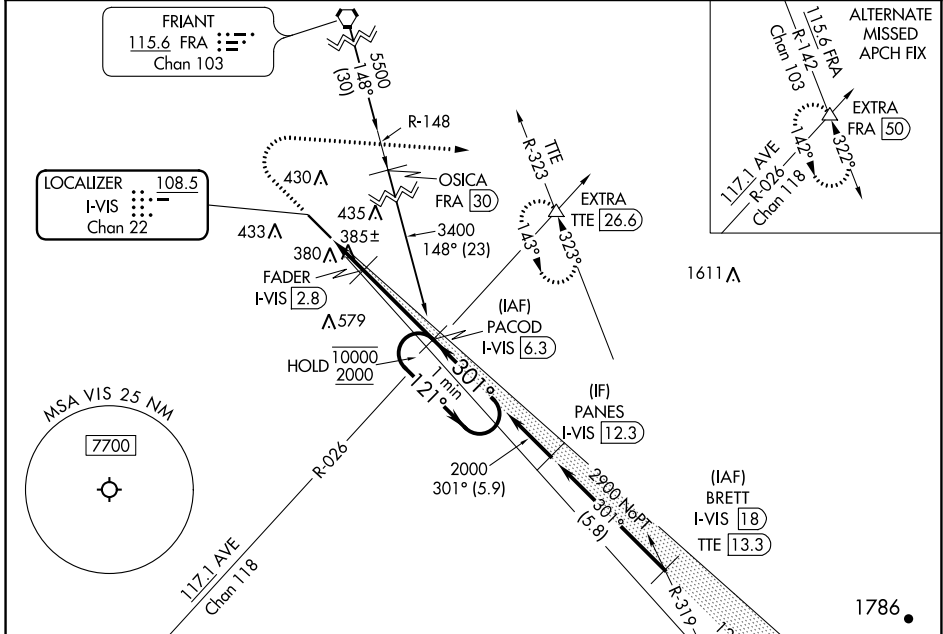 FRIANT
115.6 FRA
Chan 103
5500
148°
(30)
R-148
TTE
R-323
115.6 FRA
R-142
Chan 103
ALTERNATE
MISSED
APCH FIX
EXTRA
FRA 50
142°
322°
117.1 AVE
R-026
Chan 118
LOCALIZER 108.5
I-VIS
Chan 22
430
OSICA
FRA 30
435
433
385±
380
3400
148° (23)
EXTRA
TTE 26.6
143°
323°
1611
FADER
I-VIS 2.8
579
(IAF)
PACOD
I-VIS 6.3
HOLD 10000
2000
1 min
301°
121°
(IF)
PANES
I-VIS 12.3
MSA VIS 25 NM
7700
R-026
2000
301° (5.9)
2900 NoPT
301°
(5.8)
(IAF)
BRETT
I-VIS 18
TTE 13.3
117.1 AVE
Chan 118
R-319
1786